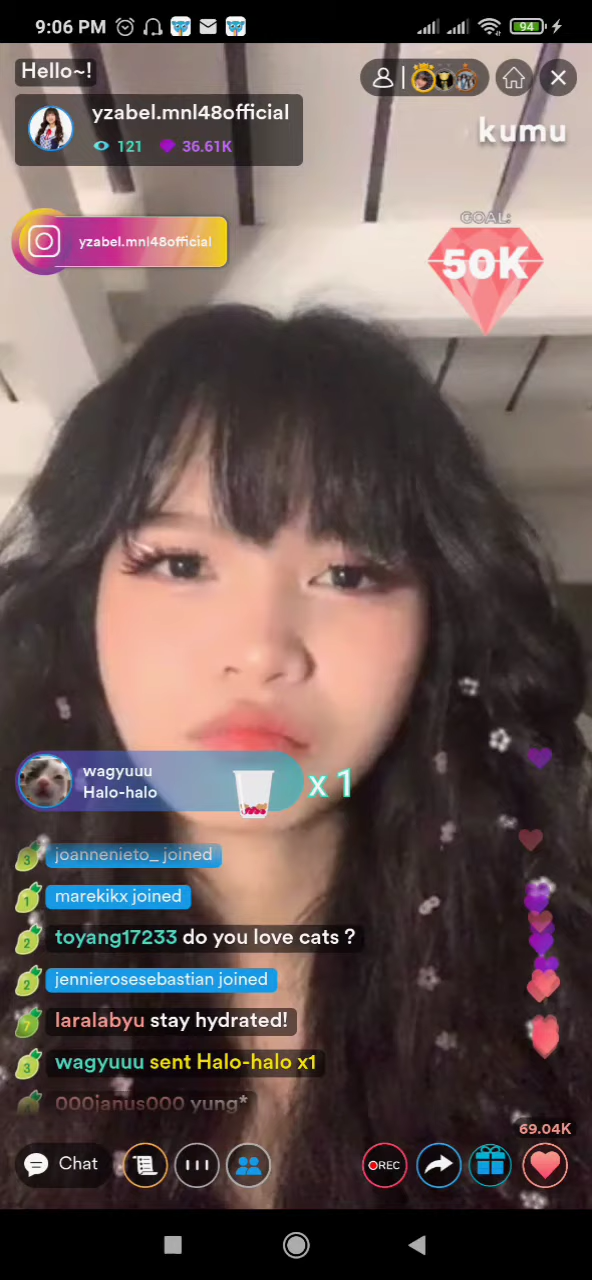 9:06 PM
94
Hello~!
yzabel.mnl48official
121
36.61K
kumu
yzabel.mnl48official
GOAL:
50K
wagyuuu
Halo-halo
x 1
3 joannenieto_ joined
1 marekikx joined
2 toyang17233 do you love cats ?
2 jennierosesebastian joined
7 laralabyu stay hydrated!
3 wagyuuu sent Halo-halo x1
000janus000 yung*
69.04K
Chat
REC